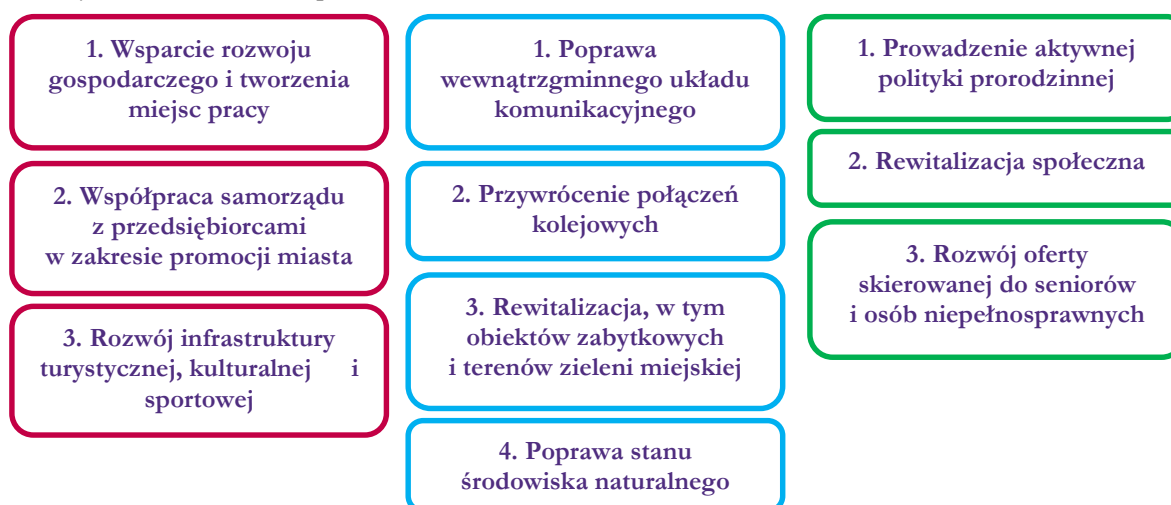 1. Wsparcie rozwoju
gospodarczego i tworzenia
miejsc pracy
2. Współpraca samorządu
z przedsiębiorcami
w zakresie promocji miasta
3. Rozwój infrastruktury
turystycznej, kulturalnej i
sportowej
1. Poprawa
wewnątrzgminnego układu
komunikacyjnego
2. Przywrócenie połączeń
kolejowych
3. Rewitalizacja, w tym
obiektów zabytkowych
i terenów zieleni miejskiej
4. Poprawa stanu
środowiska naturalnego
1. Prowadzenie aktywnej
polityki prorodzinnej
2. Rewitalizacja społeczna
3. Rozwój oferty
skierowanej do seniorów
i osób niepełnosprawnych